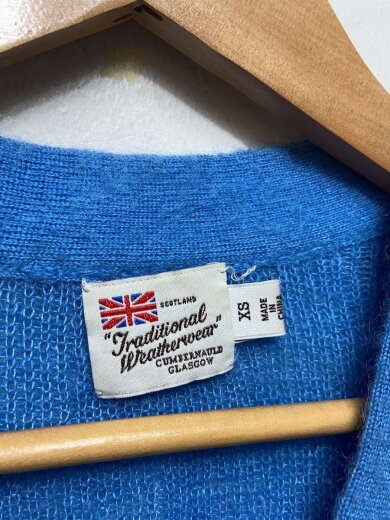 SCOTLAND
"Traditional
Weatherwear"
CUMBERNAULD
GLASGOW
XS
MADE
IN
CHINA